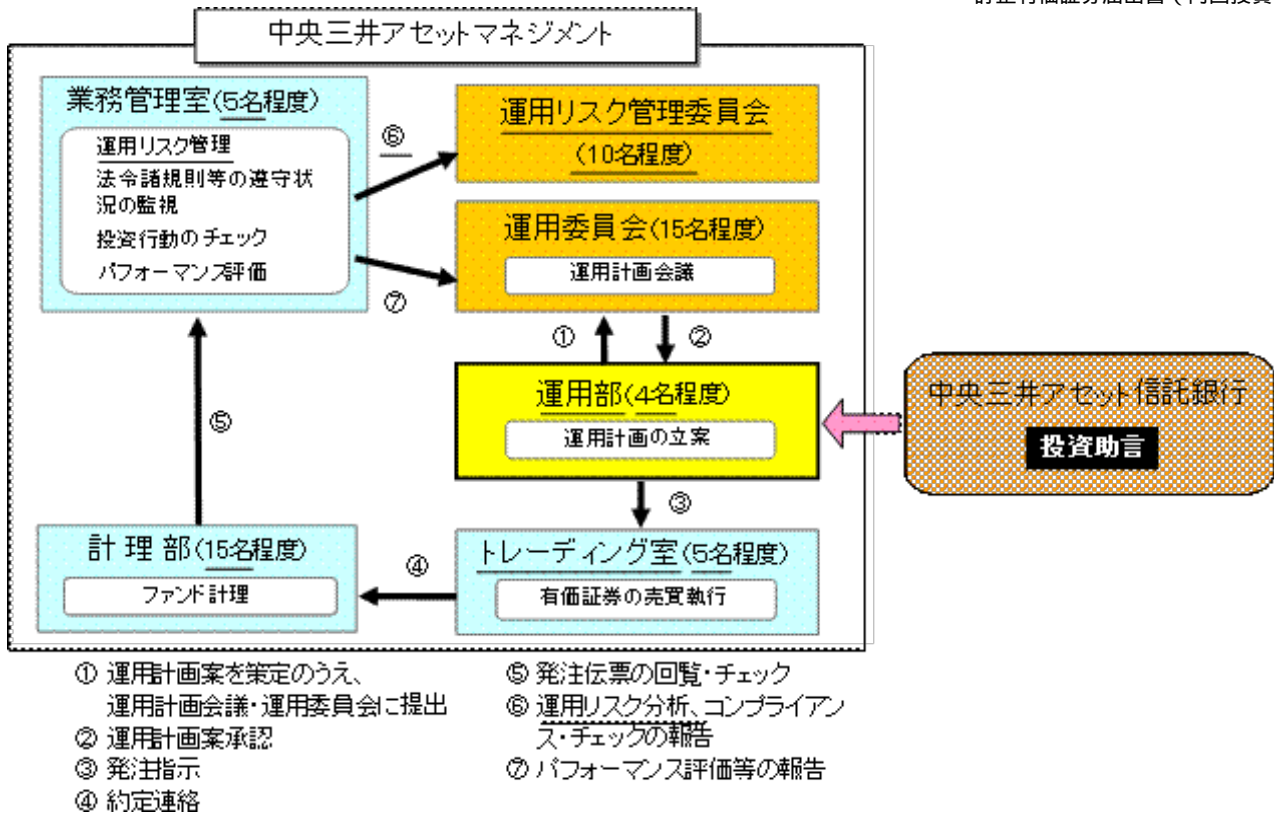 中央三井アセットマネジメント
業務管理室(5名程度)
運用リスク管理
法令諸規則等の遵守状
況の監視
投資行動のチェック
パフォーマンス評価
⑥
運用リスク管理委員会
(10名程度)
運用委員会(15名程度)
運用計画会議
⑦
①
②
運用部(4名程度)
運用計画の立案
中央三井アセット信託銀行
投資助言
⑤
③
計理部(15名程度)
ファンド計理
④
トレーディング室(5名程度)
有価証券の売買執行
① 運用計画案を策定のうえ、
運用計画会議・運用委員会に提出
② 運用計画案承認
③ 発注指示
④ 約定連絡
⑤ 発注伝票の回覧・チェック
⑥ 運用リスク分析、コンプライアン
ス・チェックの報告
⑦ パフォーマンス評価等の報告